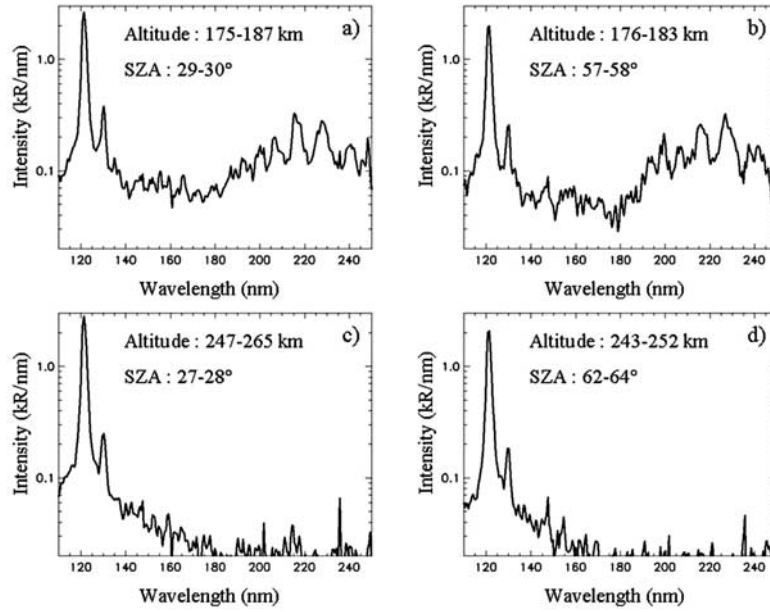 a)
Altitude : 175-187 km
SZA : 29-30°
1.0
0.1
Intensity (kR/nm)
120 140 160 180 200 220 240
Wavelength (nm)
b)
Altitude : 176-183 km
SZA : 57-58°
1.0
0.1
Intensity (kR/nm)
120 140 160 180 200 220 240
Wavelength (nm)
c)
Altitude : 247-265 km
SZA : 27-28°
1.0
0.1
Intensity (kR/nm)
120 140 160 180 200 220 240
Wavelength (nm)
d)
Altitude : 243-252 km
SZA : 62-64°
1.0
0.1
Intensity (kR/nm)
120 140 160 180 200 220 240
Wavelength (nm)